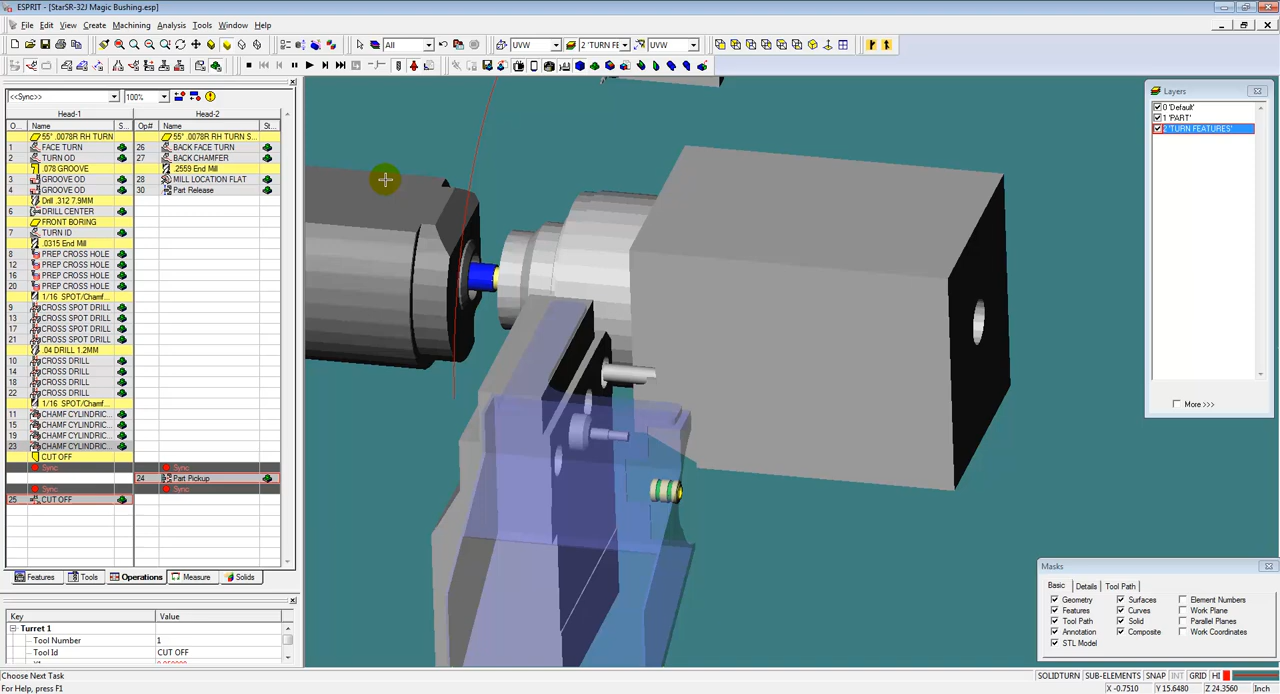 ESPRIT - [StarSR-32J Magic Bushing.esp]
File Edit View Create Machining Analysis Tools Window Help
All UVW 2 'TURN FE UVW
<<Sync>> 100%
Head-1 Head-2
O... Name S... Op# Name St...
55° .0078R RH TURN 55° .0078R RH TURN S...
1 FACE TURN 26 BACK FACE TURN
2 TURN OD 27 BACK CHAMFER
.078 GROOVE .2559 End Mill
3 GROOVE OD 28 MILL LOCATION FLAT
4 GROOVE OD 30 Part Release
Drill .312 7.9MM
6 DRILL CENTER
FRONT BORING
7 TURN ID
.0315 End Mill
8 PREP CROSS HOLE
12 PREP CROSS HOLE
16 PREP CROSS HOLE
20 PREP CROSS HOLE
1/16 SPOT/Chamf...
9 CROSS SPOT DRILL
13 CROSS SPOT DRILL
17 CROSS SPOT DRILL
21 CROSS SPOT DRILL
.04 DRILL 1.2MM
10 CROSS DRILL
14 CROSS DRILL
18 CROSS DRILL
22 CROSS DRILL
1/16 SPOT/Chamf...
11 CHAMF CYLINDRIC...
15 CHAMF CYLINDRIC...
19 CHAMF CYLINDRIC...
23 CHAMF CYLINDRIC...
CUT OFF
Sync Sync
24 Part Pickup
Sync Sync
25 CUT OFF
Features Tools Operations Measure Solids
Key Value
Turret 1
Tool Number 1
Tool Id CUT OFF
Layers
0 'Default'
1 'PART'
2 'TURN FEATURES'
More >>>
Masks
Basic Details Tool Path
Geometry Surfaces Element Numbers
Features Curves Work Plane
Tool Path Solid Parallel Planes
Annotation Composite Work Coordinates
STL Model
Choose Next Task SOLIDTURN SUB-ELEMENTS SNAP INT GRID HI
For Help, press F1 X -0.7510 Y 15.6480 Z 24.3560 Inch